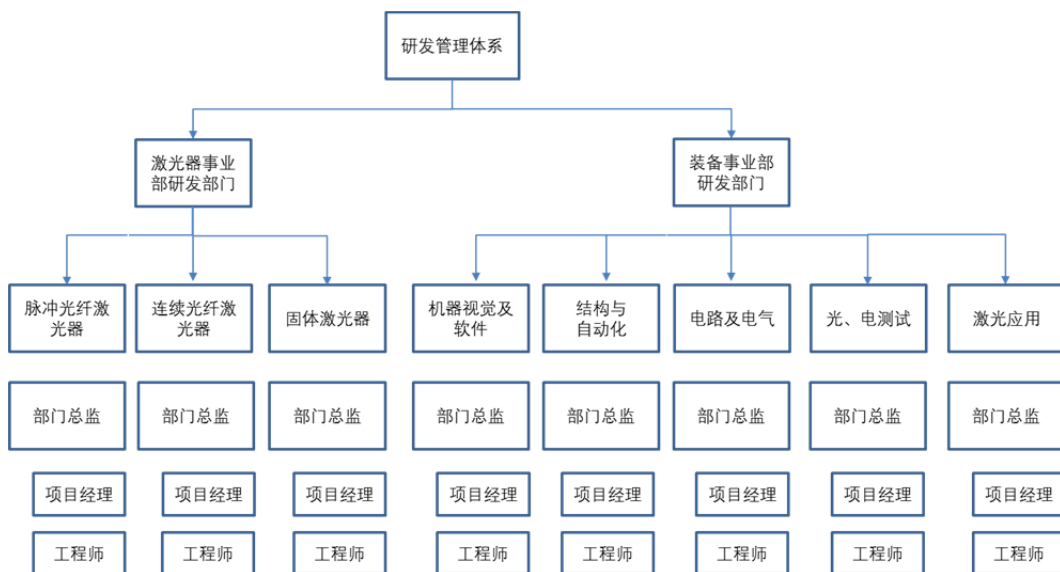 研发管理体系
激光器事业
部研发部门
装备事业部
研发部门
脉冲光纤激
光器
连续光纤激
光器
固体激光器
机器视觉及
软件
结构与
自动化
电路及电气
光、电测试
激光应用
部门总监
部门总监
部门总监
部门总监
部门总监
部门总监
部门总监
部门总监
项目经理
项目经理
项目经理
项目经理
项目经理
项目经理
项目经理
项目经理
工程师
工程师
工程师
工程师
工程师
工程师
工程师
工程师